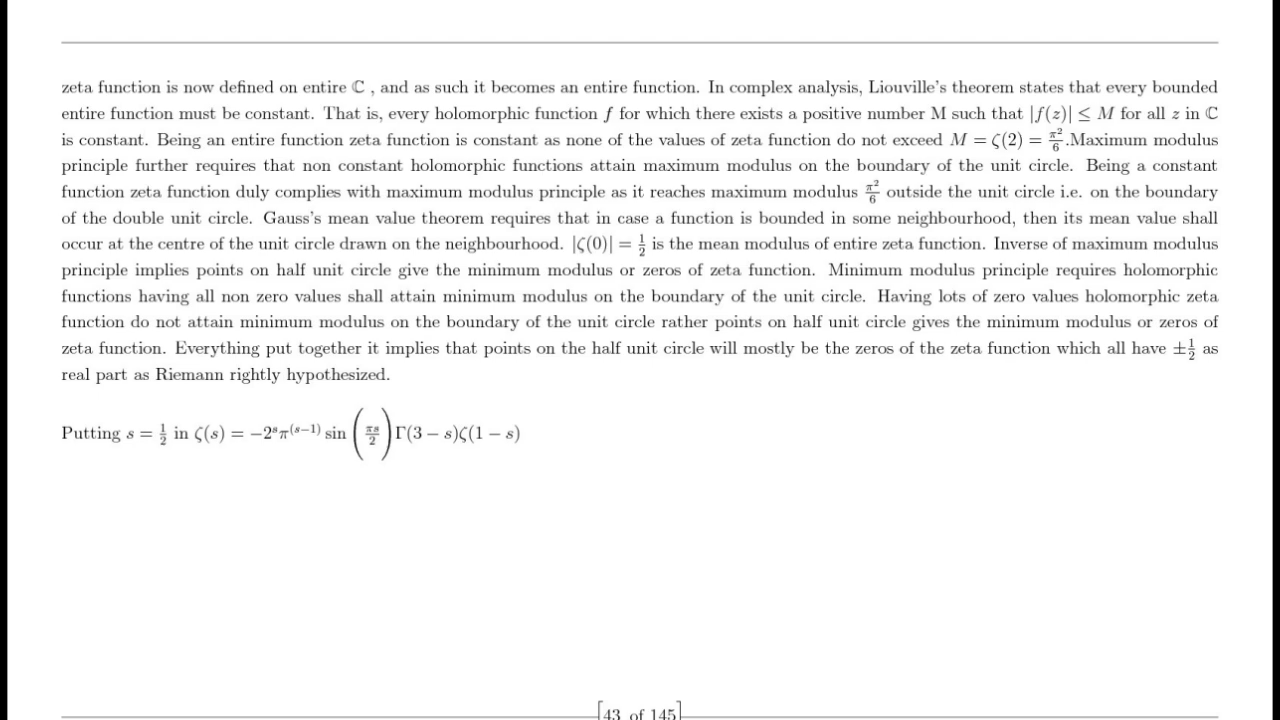 zeta function is now defined on entire ℂ , and as such it becomes an entire function. In complex analysis, Liouville's theorem states that every bounded
entire function must be constant. That is, every holomorphic function f for which there exists a positive number M such that |f(z)| ≤ M for all z in ℂ
is constant. Being an entire function zeta function is constant as none of the values of zeta function do not exceed M = ζ(2) = π²/6.Maximum modulus
principle further requires that non constant holomorphic functions attain maximum modulus on the boundary of the unit circle. Being a constant
function zeta function duly complies with maximum modulus principle as it reaches maximum modulus π²/6 outside the unit circle i.e. on the boundary
of the double unit circle. Gauss's mean value theorem requires that in case a function is bounded in some neighbourhood, then its mean value shall
occur at the centre of the unit circle drawn on the neighbourhood. |ζ(0)| = 1/2 is the mean modulus of entire zeta function. Inverse of maximum modulus
principle implies points on half unit circle give the minimum modulus or zeros of zeta function. Minimum modulus principle requires holomorphic
functions having all non zero values shall attain minimum modulus on the boundary of the unit circle. Having lots of zero values holomorphic zeta
function do not attain minimum modulus on the boundary of the unit circle rather points on half unit circle gives the minimum modulus or zeros of
zeta function. Everything put together it implies that points on the half unit circle will mostly be the zeros of the zeta function which all have ±1/2 as
real part as Riemann rightly hypothesized.
Putting s = 1/2 in ζ(s) = −2^s π^(s−1) sin(πs/2)Γ(3 − s)ζ(1 − s)
[43 of 145]